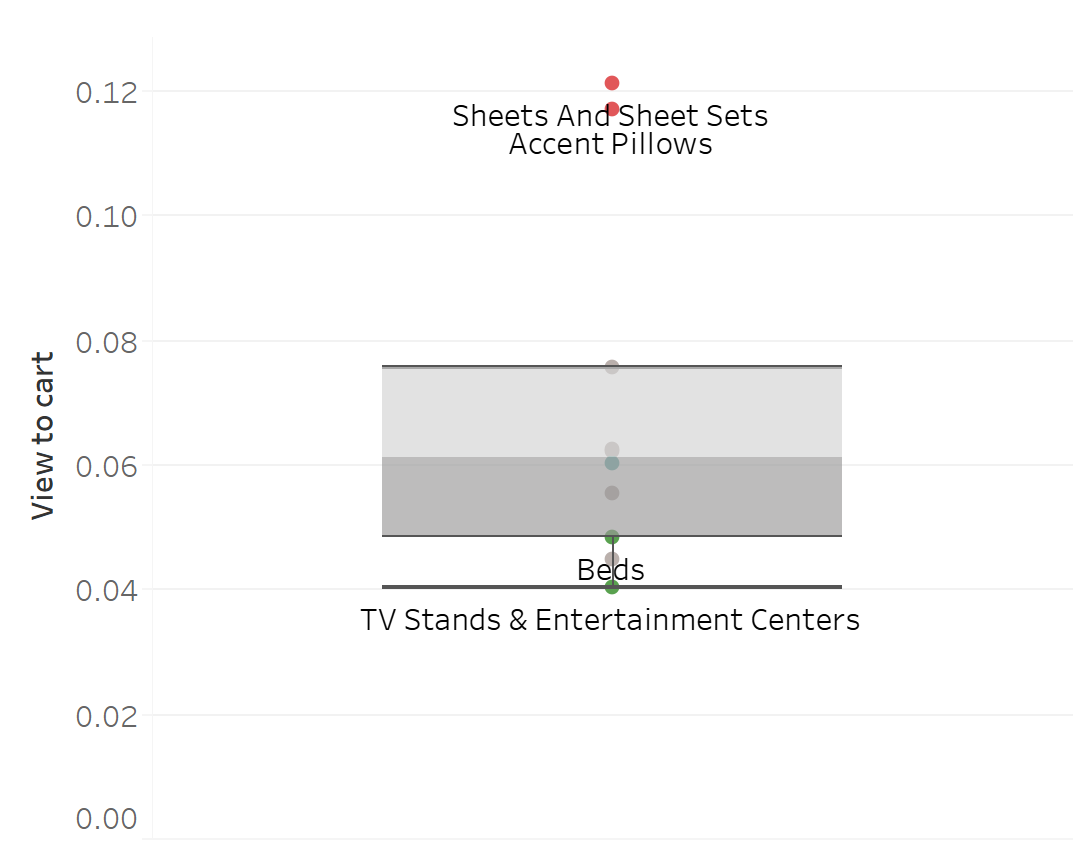 0.12
Sheets And Sheet Sets
Accent Pillows
0.10
0.08
View to cart
0.06
Beds
0.04
TV Stands & Entertainment Centers
0.02
0.00